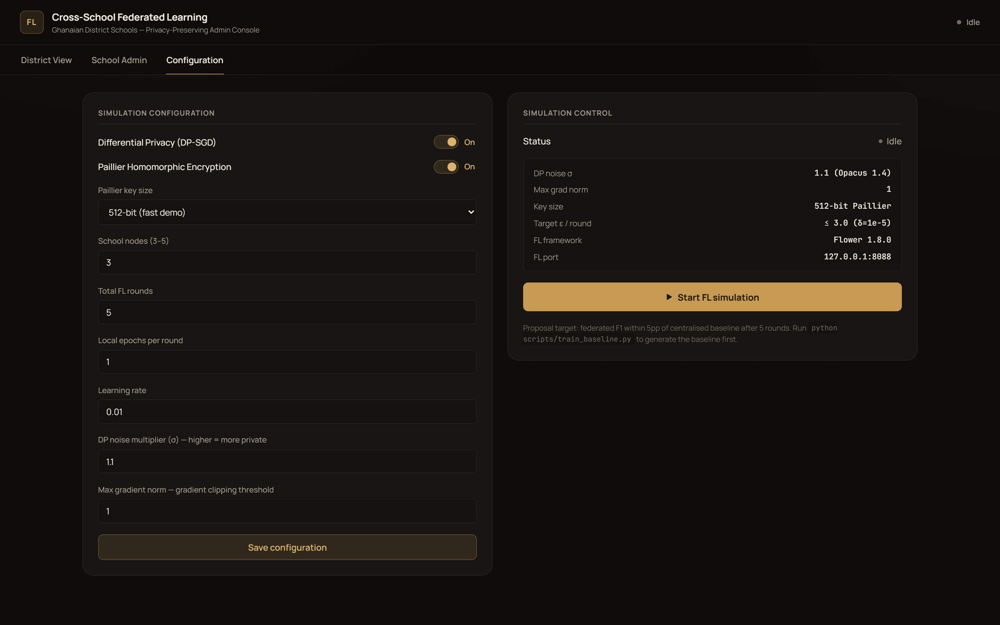 FL
Cross-School Federated Learning
Ghanaian District Schools — Privacy-Preserving Admin Console
Idle
District View
School Admin
Configuration
SIMULATION CONFIGURATION
Differential Privacy (DP-SGD)
On
Paillier Homomorphic Encryption
On
Paillier key size
512-bit (fast demo)
School nodes (3–5)
3
Total FL rounds
5
Local epochs per round
1
Learning rate
0.01
DP noise multiplier (σ) — higher = more private
1.1
Max gradient norm — gradient clipping threshold
1
Save configuration
SIMULATION CONTROL
Status
Idle
DP noise σ
1.1 (Opacus 1.4)
Max grad norm
1
Key size
512-bit Paillier
Target ε / round
≤ 3.0 (δ=1e-5)
FL framework
Flower 1.8.0
FL port
127.0.0.1:8088
Start FL simulation
Proposal target: federated F1 within 5pp of centralised baseline after 5 rounds. Run python
scripts/train_baseline.py to generate the baseline first.